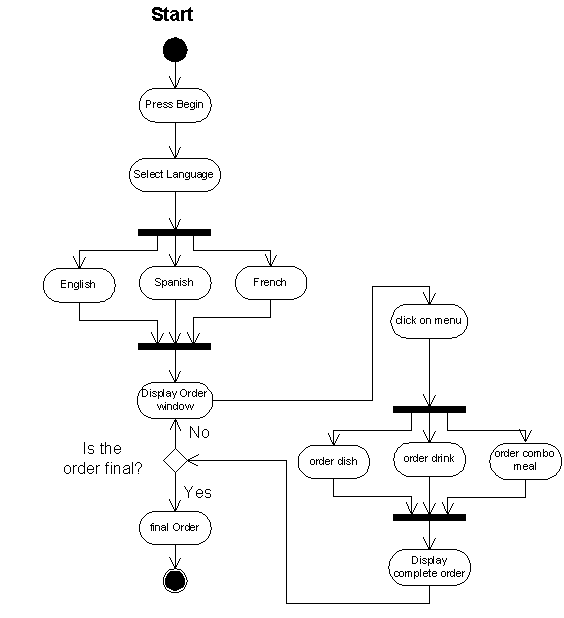 Start
Press Begin
Select Language
English
Spanish
French
click on menu
Display Order
window
No
Is the
order final?
order dish
order drink
order combo
meal
Yes
final Order
Display
complete order